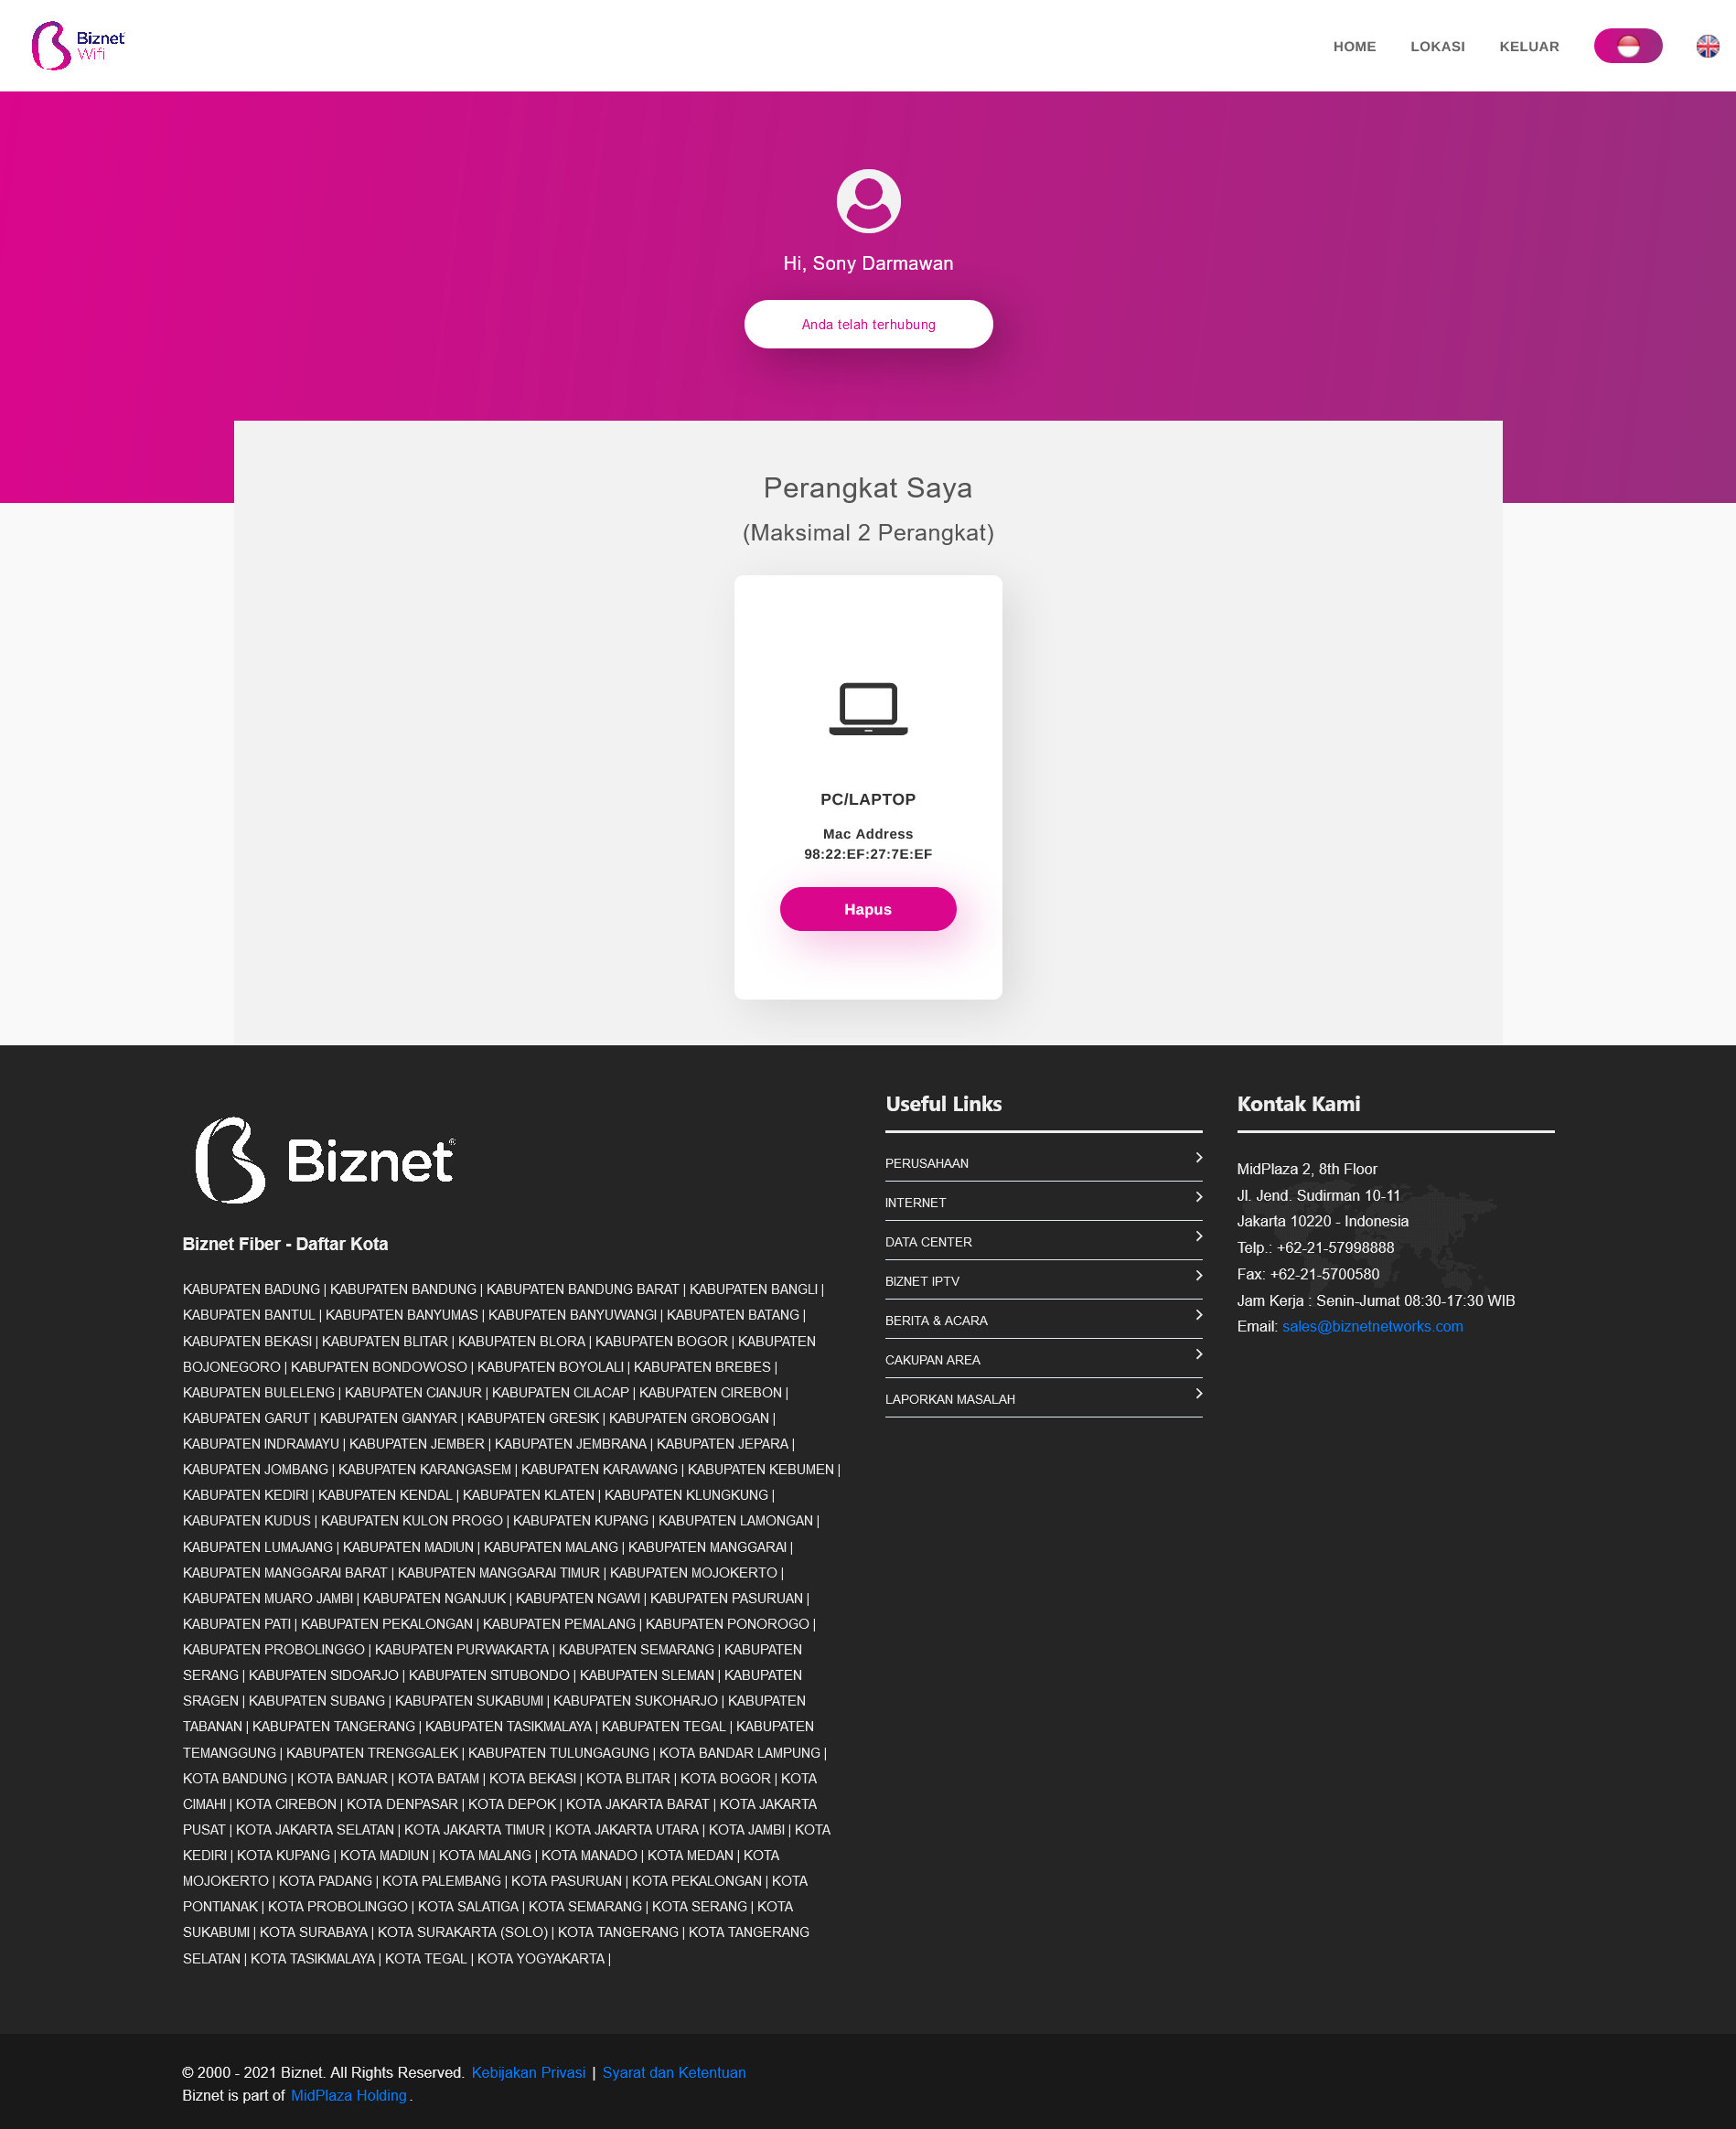 Biznet
Wifi
HOME
LOKASI
KELUAR
Hi, Sony Darmawan
Anda telah terhubung
Perangkat Saya
(Maksimal 2 Perangkat)
PC/LAPTOP
Mac Address
98:22:EF:27:7E:EF
Hapus
Biznet®
Biznet Fiber - Daftar Kota
KABUPATEN BADUNG | KABUPATEN BANDUNG | KABUPATEN BANDUNG BARAT | KABUPATEN BANGLI |
KABUPATEN BANTUL | KABUPATEN BANYUMAS | KABUPATEN BANYUWANGI | KABUPATEN BATANG |
KABUPATEN BEKASI | KABUPATEN BLITAR | KABUPATEN BLORA | KABUPATEN BOGOR | KABUPATEN
BOJONEGORO | KABUPATEN BONDOWOSO | KABUPATEN BOYOLALI | KABUPATEN BREBES |
KABUPATEN BULELENG | KABUPATEN CIANJUR | KABUPATEN CILACAP | KABUPATEN CIREBON |
KABUPATEN GARUT | KABUPATEN GIANYAR | KABUPATEN GRESIK | KABUPATEN GROBOGAN |
KABUPATEN INDRAMAYU | KABUPATEN JEMBER | KABUPATEN JEMBRANA | KABUPATEN JEPARA |
KABUPATEN JOMBANG | KABUPATEN KARANGASEM | KABUPATEN KARAWANG | KABUPATEN KEBUMEN |
KABUPATEN KEDIRI | KABUPATEN KENDAL | KABUPATEN KLATEN | KABUPATEN KLUNGKUNG |
KABUPATEN KUDUS | KABUPATEN KULON PROGO | KABUPATEN KUPANG | KABUPATEN LAMONGAN |
KABUPATEN LUMAJANG | KABUPATEN MADIUN | KABUPATEN MALANG | KABUPATEN MANGGARAI |
KABUPATEN MANGGARAI BARAT | KABUPATEN MANGGARAI TIMUR | KABUPATEN MOJOKERTO |
KABUPATEN MUARO JAMBI | KABUPATEN NGANJUK | KABUPATEN NGAWI | KABUPATEN PASURUAN |
KABUPATEN PATI | KABUPATEN PEKALONGAN | KABUPATEN PEMALANG | KABUPATEN PONOROGO |
KABUPATEN PROBOLINGGO | KABUPATEN PURWAKARTA | KABUPATEN SEMARANG | KABUPATEN
SERANG | KABUPATEN SIDOARJO | KABUPATEN SITUBONDO | KABUPATEN SLEMAN | KABUPATEN
SRAGEN | KABUPATEN SUBANG | KABUPATEN SUKABUMI | KABUPATEN SUKOHARJO | KABUPATEN
TABANAN | KABUPATEN TANGERANG | KABUPATEN TASIKMALAYA | KABUPATEN TEGAL | KABUPATEN
TEMANGGUNG | KABUPATEN TRENGGALEK | KABUPATEN TULUNGAGUNG | KOTA BANDAR LAMPUNG |
KOTA BANDUNG | KOTA BANJAR | KOTA BATAM | KOTA BEKASI | KOTA BLITAR | KOTA BOGOR | KOTA
CIMAHI | KOTA CIREBON | KOTA DENPASAR | KOTA DEPOK | KOTA JAKARTA BARAT | KOTA JAKARTA
PUSAT | KOTA JAKARTA SELATAN | KOTA JAKARTA TIMUR | KOTA JAKARTA UTARA | KOTA JAMBI | KOTA
KEDIRI | KOTA KUPANG | KOTA MADIUN | KOTA MALANG | KOTA MANADO | KOTA MEDAN | KOTA
MOJOKERTO | KOTA PADANG | KOTA PALEMBANG | KOTA PASURUAN | KOTA PEKALONGAN | KOTA
PONTIANAK | KOTA PROBOLINGGO | KOTA SALATIGA | KOTA SEMARANG | KOTA SERANG | KOTA
SUKABUMI | KOTA SURABAYA | KOTA SURAKARTA (SOLO) | KOTA TANGERANG | KOTA TANGERANG
SELATAN | KOTA TASIKMALAYA | KOTA TEGAL | KOTA YOGYAKARTA |
Useful Links
PERUSAHAAN
INTERNET
DATA CENTER
BIZNET IPTV
BERITA & ACARA
CAKUPAN AREA
LAPORKAN MASALAH
Kontak Kami
MidPlaza 2, 8th Floor
Jl. Jend. Sudirman 10-11
Jakarta 10220 - Indonesia
Telp.: +62-21-57998888
Fax: +62-21-5700580
Jam Kerja : Senin-Jumat 08:30-17:30 WIB
Email: sales@biznetnetworks.com
© 2000 - 2021 Biznet. All Rights Reserved. Kebijakan Privasi | Syarat dan Ketentuan
Biznet is part of MidPlaza Holding.